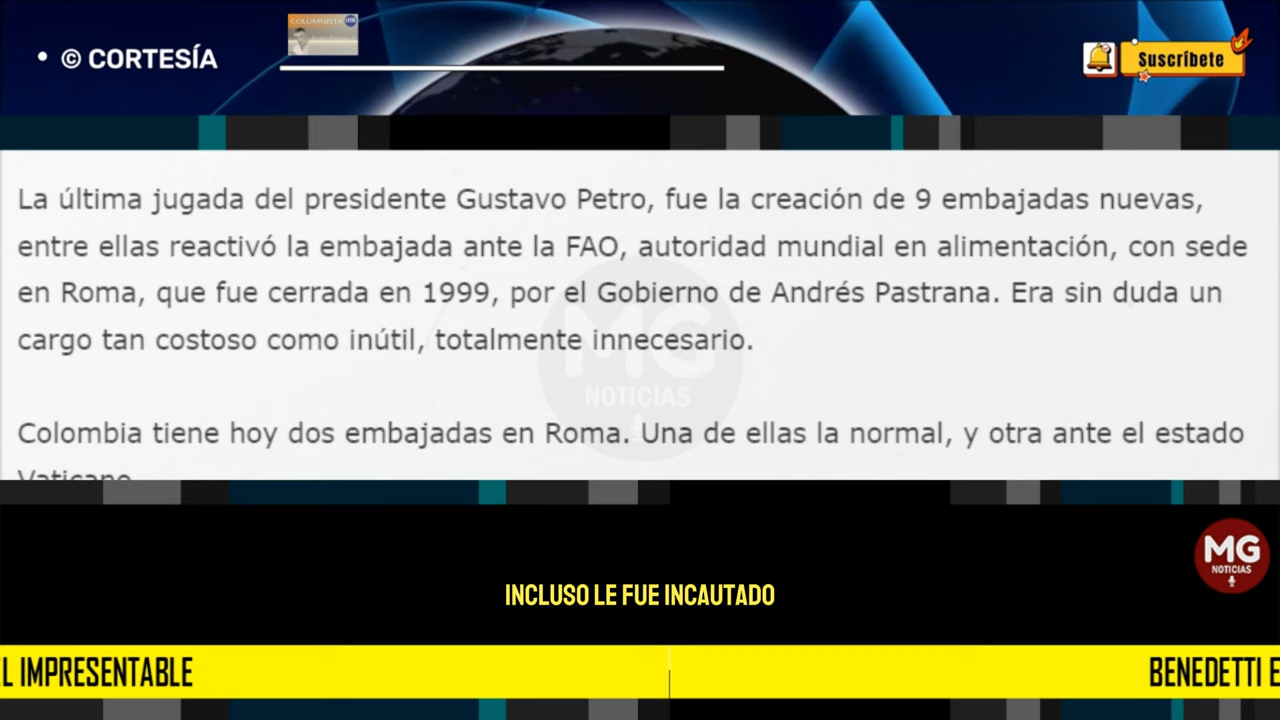 • © CORTESÍA
COLUMNISTA
Suscríbete
La última jugada del presidente Gustavo Petro, fue la creación de 9 embajadas nuevas,
entre ellas reactivó la embajada ante la FAO, autoridad mundial en alimentación, con sede
en Roma, que fue cerrada en 1999, por el Gobierno de Andrés Pastrana. Era sin duda un
cargo tan costoso como inútil, totalmente innecesario.
MG
NOTICIAS
Colombia tiene hoy dos embajadas en Roma. Una de ellas la normal, y otra ante el estado
Vaticano
MG
NOTICIAS
INCLUSO LE FUE INCAUTADO
L IMPRESENTABLE
BENEDETTI E